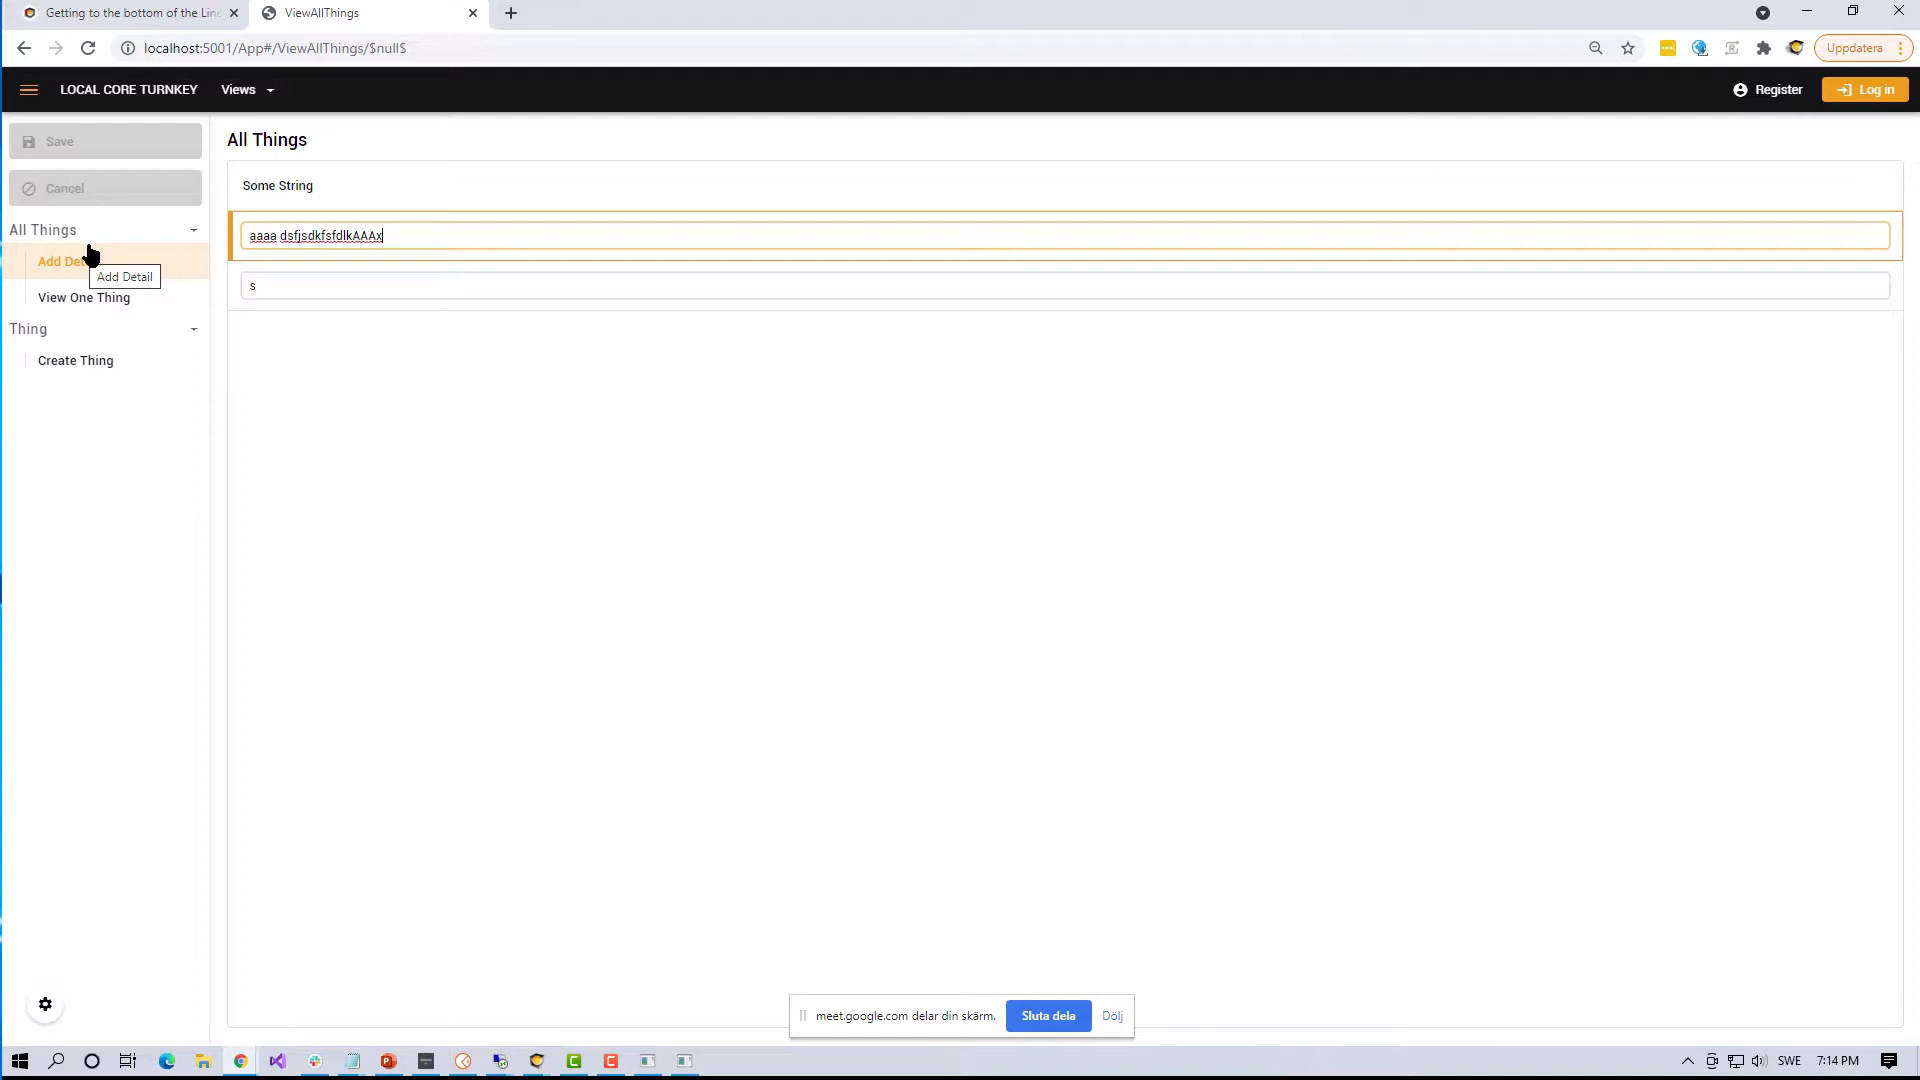 Getting to the bottom of the Line
ViewAllThings
localhost:5001/App#/ViewAllThings/$null$
Uppdatera
LOCAL CORE TURNKEY
Views
Register
Log in
Save
Cancel
All Things
Add De
Add Detail
View One Thing
Thing
Create Thing
All Things
Some String
aaaa dsfjsdkfsfdlkAAAx
s
meet.google.com delar din skärm.
Sluta dela
Dölj
SWE
7:14 PM